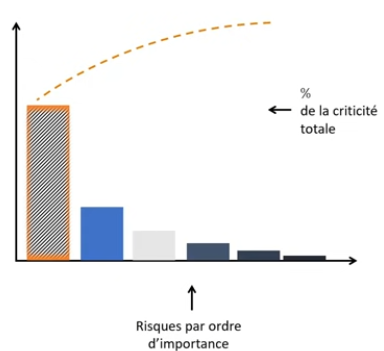 %
de la criticité
totale
Risques par ordre
d’importance